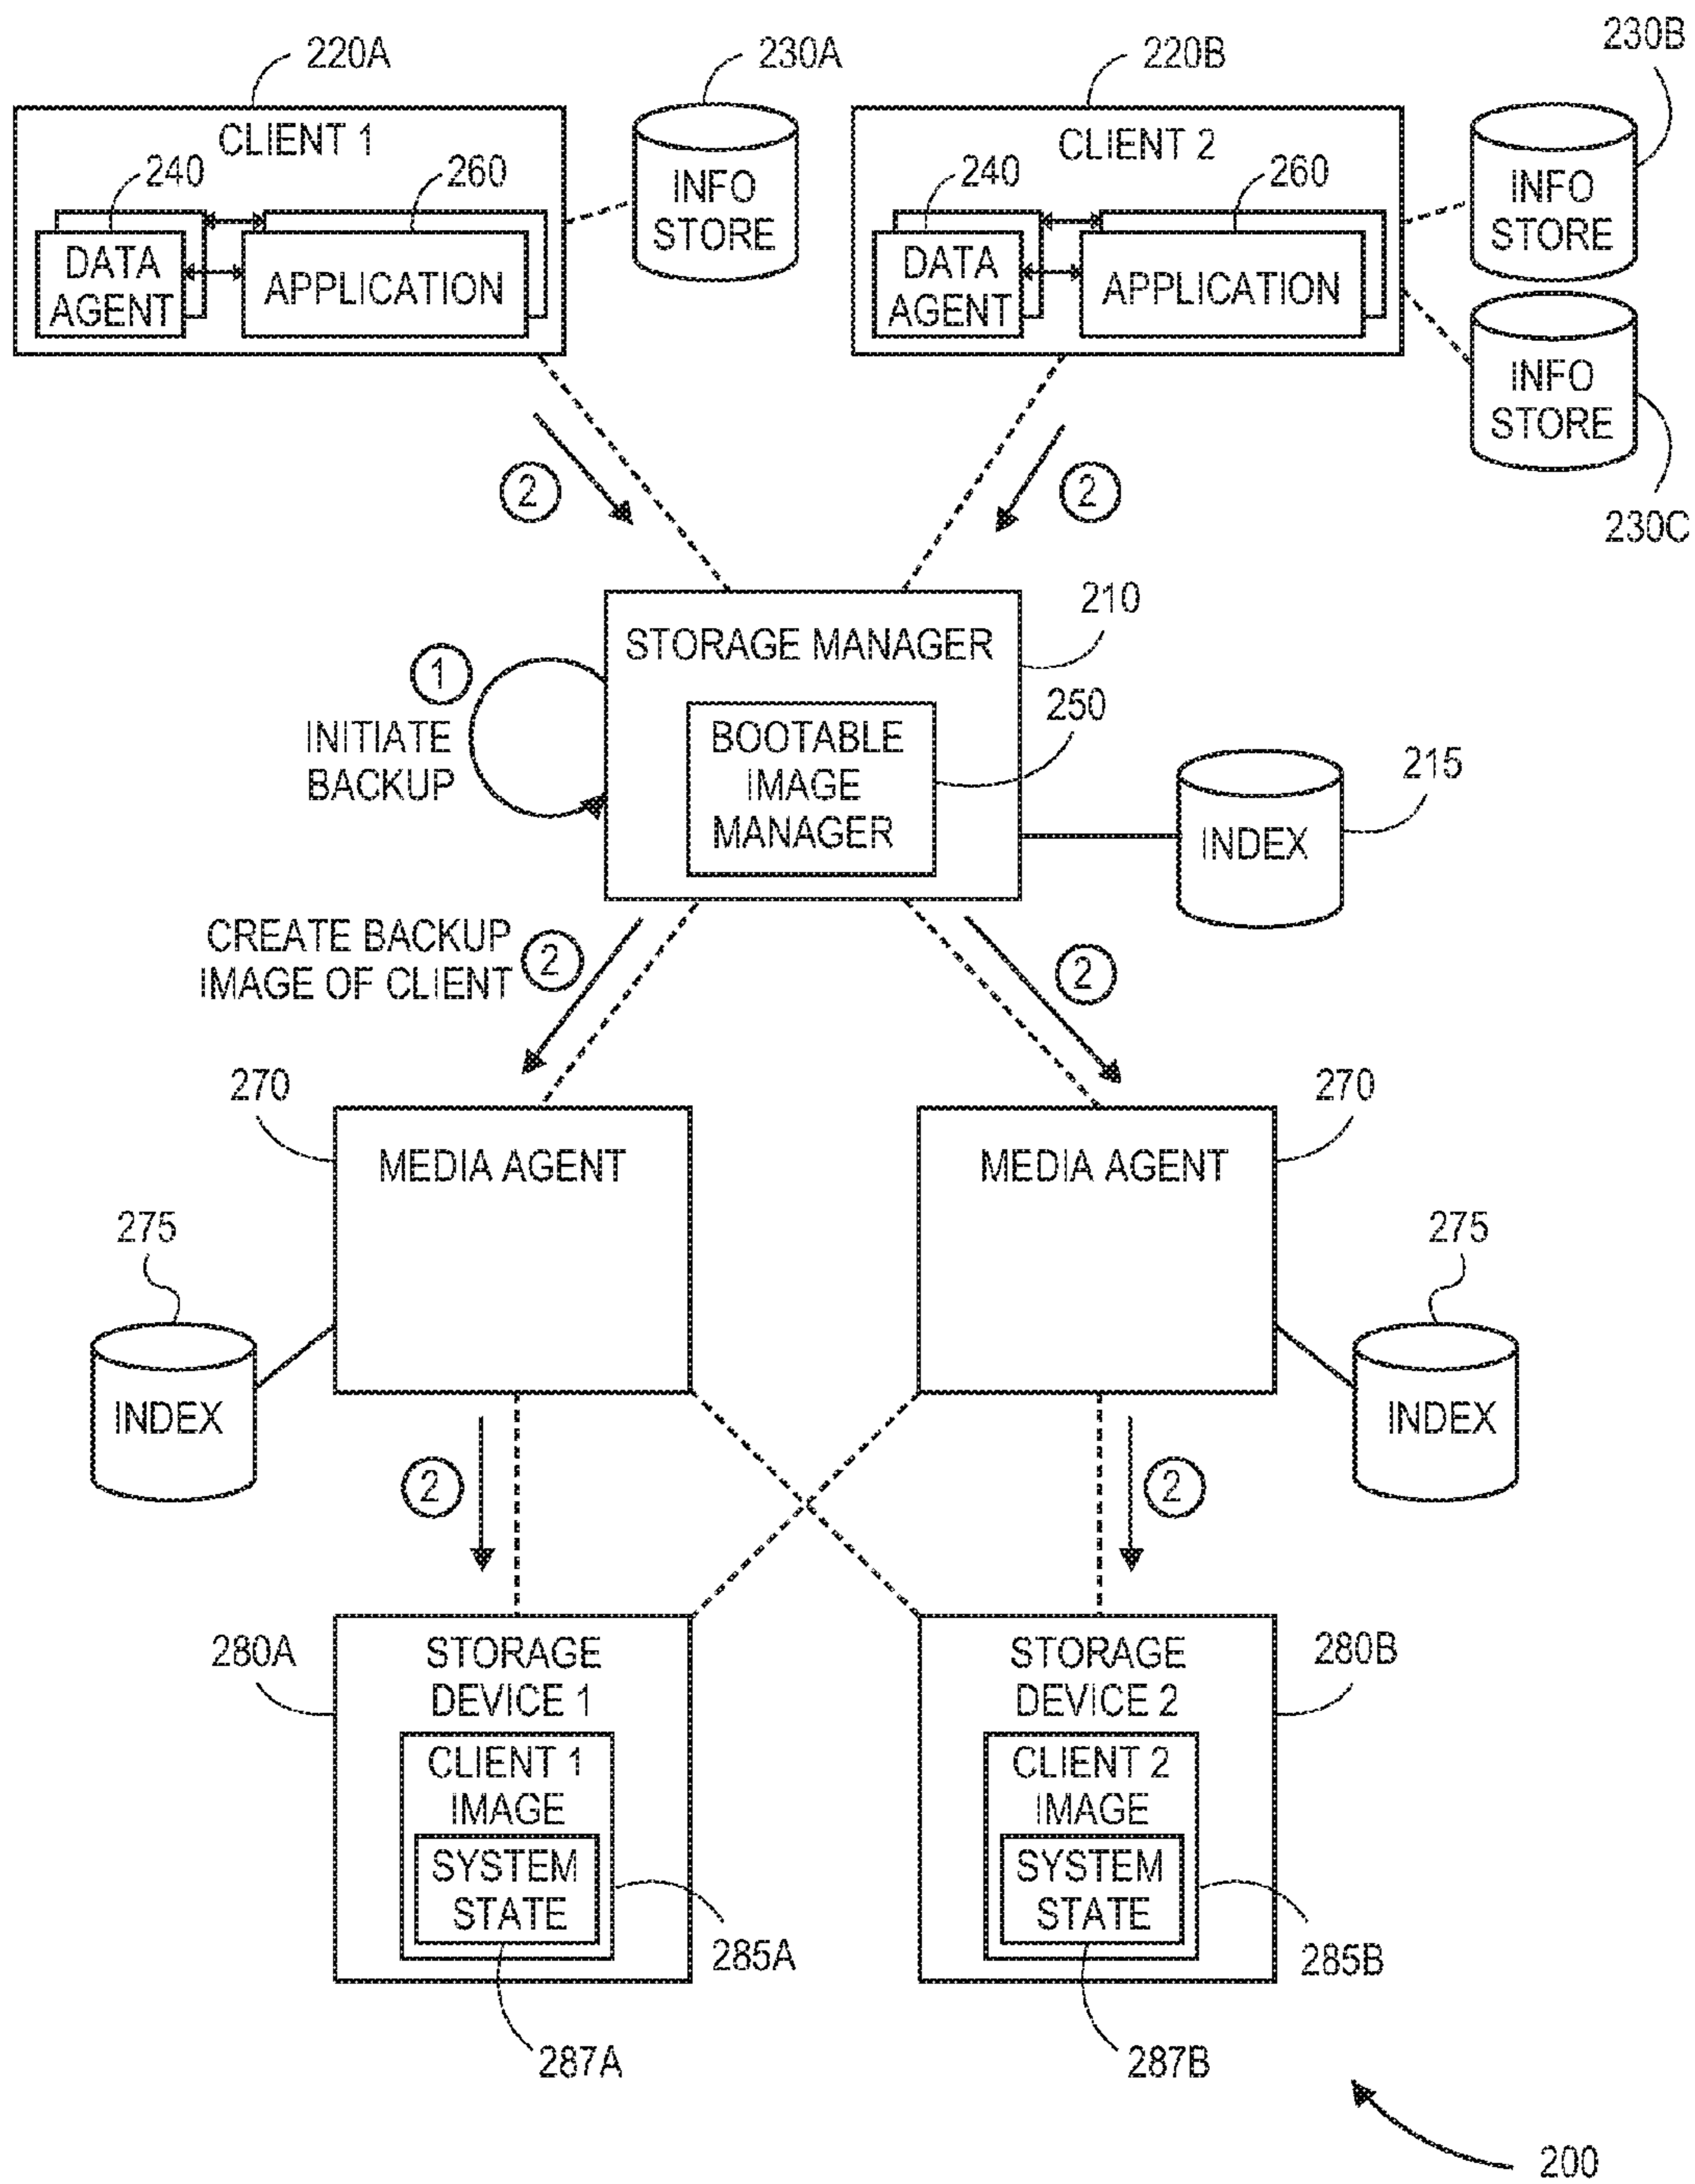 220A
230A
220B
230B
CLIENT 1
240
260
DATA
AGENT
APPLICATION
INFO
STORE
CLIENT 2
240
260
DATA
AGENT
APPLICATION
INFO
STORE
INFO
STORE
230C
2
2
210
STORAGE MANAGER
1
INITIATE
BACKUP
250
BOOTABLE
IMAGE
MANAGER
215
INDEX
CREATE BACKUP
IMAGE OF CLIENT
2
2
270
270
MEDIA AGENT
MEDIA AGENT
275
275
INDEX
INDEX
2
2
280A
STORAGE
DEVICE 1
STORAGE
DEVICE 2
280B
CLIENT 1
IMAGE
SYSTEM
STATE
285A
CLIENT 2
IMAGE
SYSTEM
STATE
285B
287A
287B
200